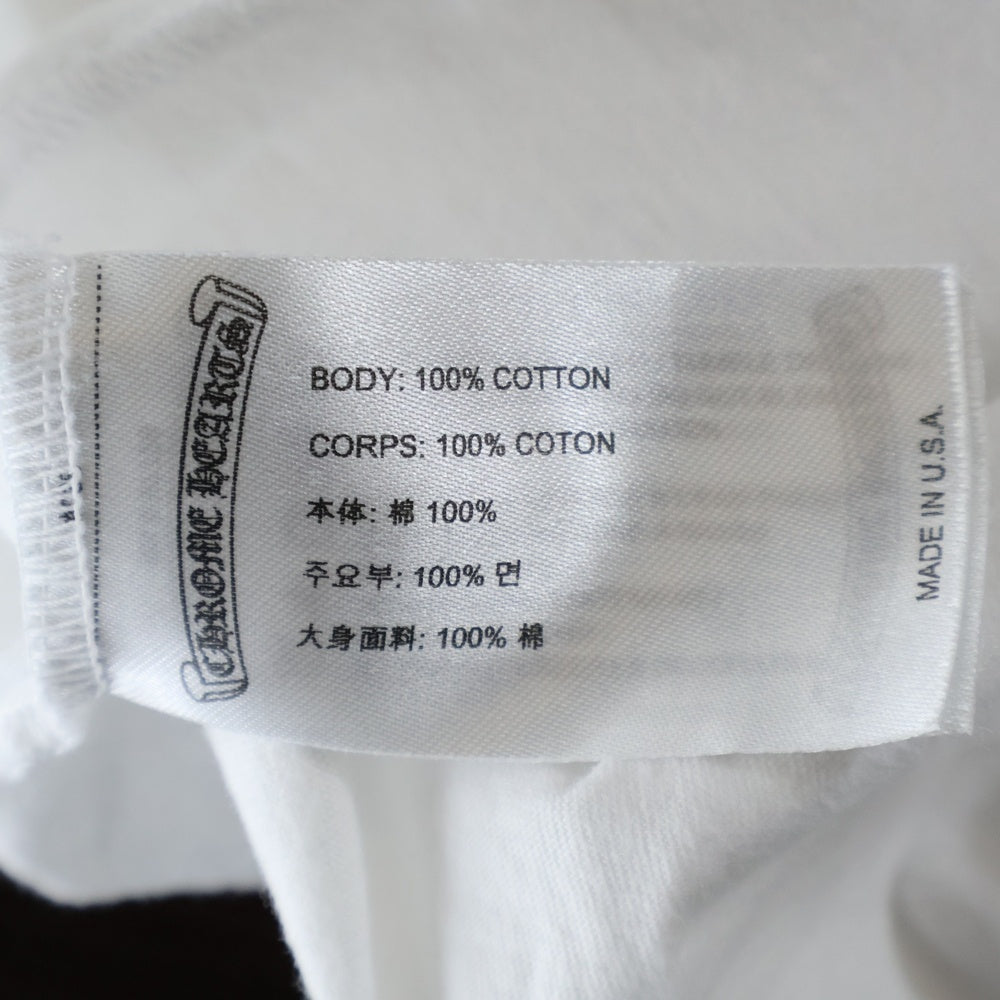 CHROME HEARTS
BODY: 100% COTTON
CORPS: 100% COTON
本体: 棉 100%
주요부: 100% 면
大身面料: 100% 棉
MADE IN U.S.A.